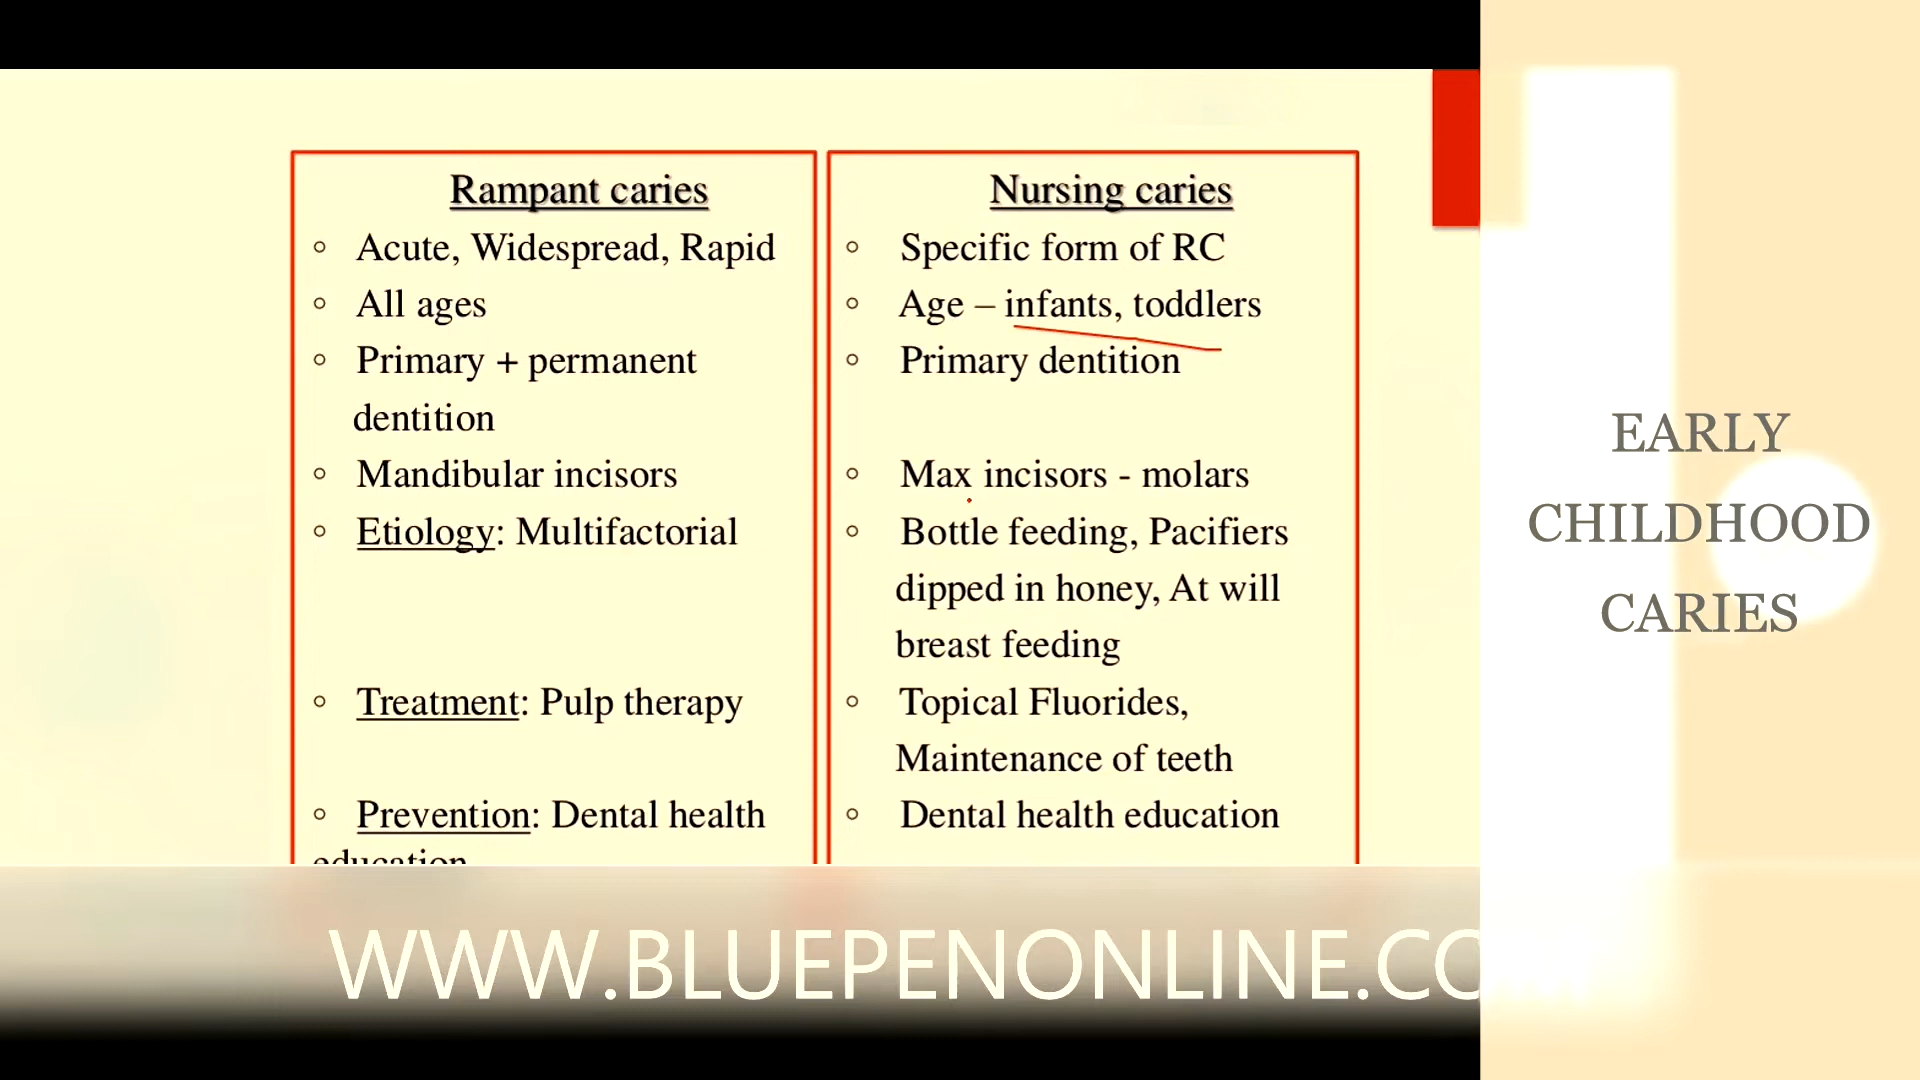 Rampant caries
◦ Acute, Widespread, Rapid
◦ All ages
◦ Primary + permanent
dentition
◦ Mandibular incisors
◦ Etiology: Multifactorial
◦ Treatment: Pulp therapy
◦ Prevention: Dental health
education
Nursing caries
◦ Specific form of RC
◦ Age – infants, toddlers
◦ Primary dentition
◦ Max incisors - molars
◦ Bottle feeding, Pacifiers
dipped in honey, At will
breast feeding
◦ Topical Fluorides,
Maintenance of teeth
◦ Dental health education
EARLY
CHILDHOOD
CARIES
WWW.BLUEPENONLINE.CO